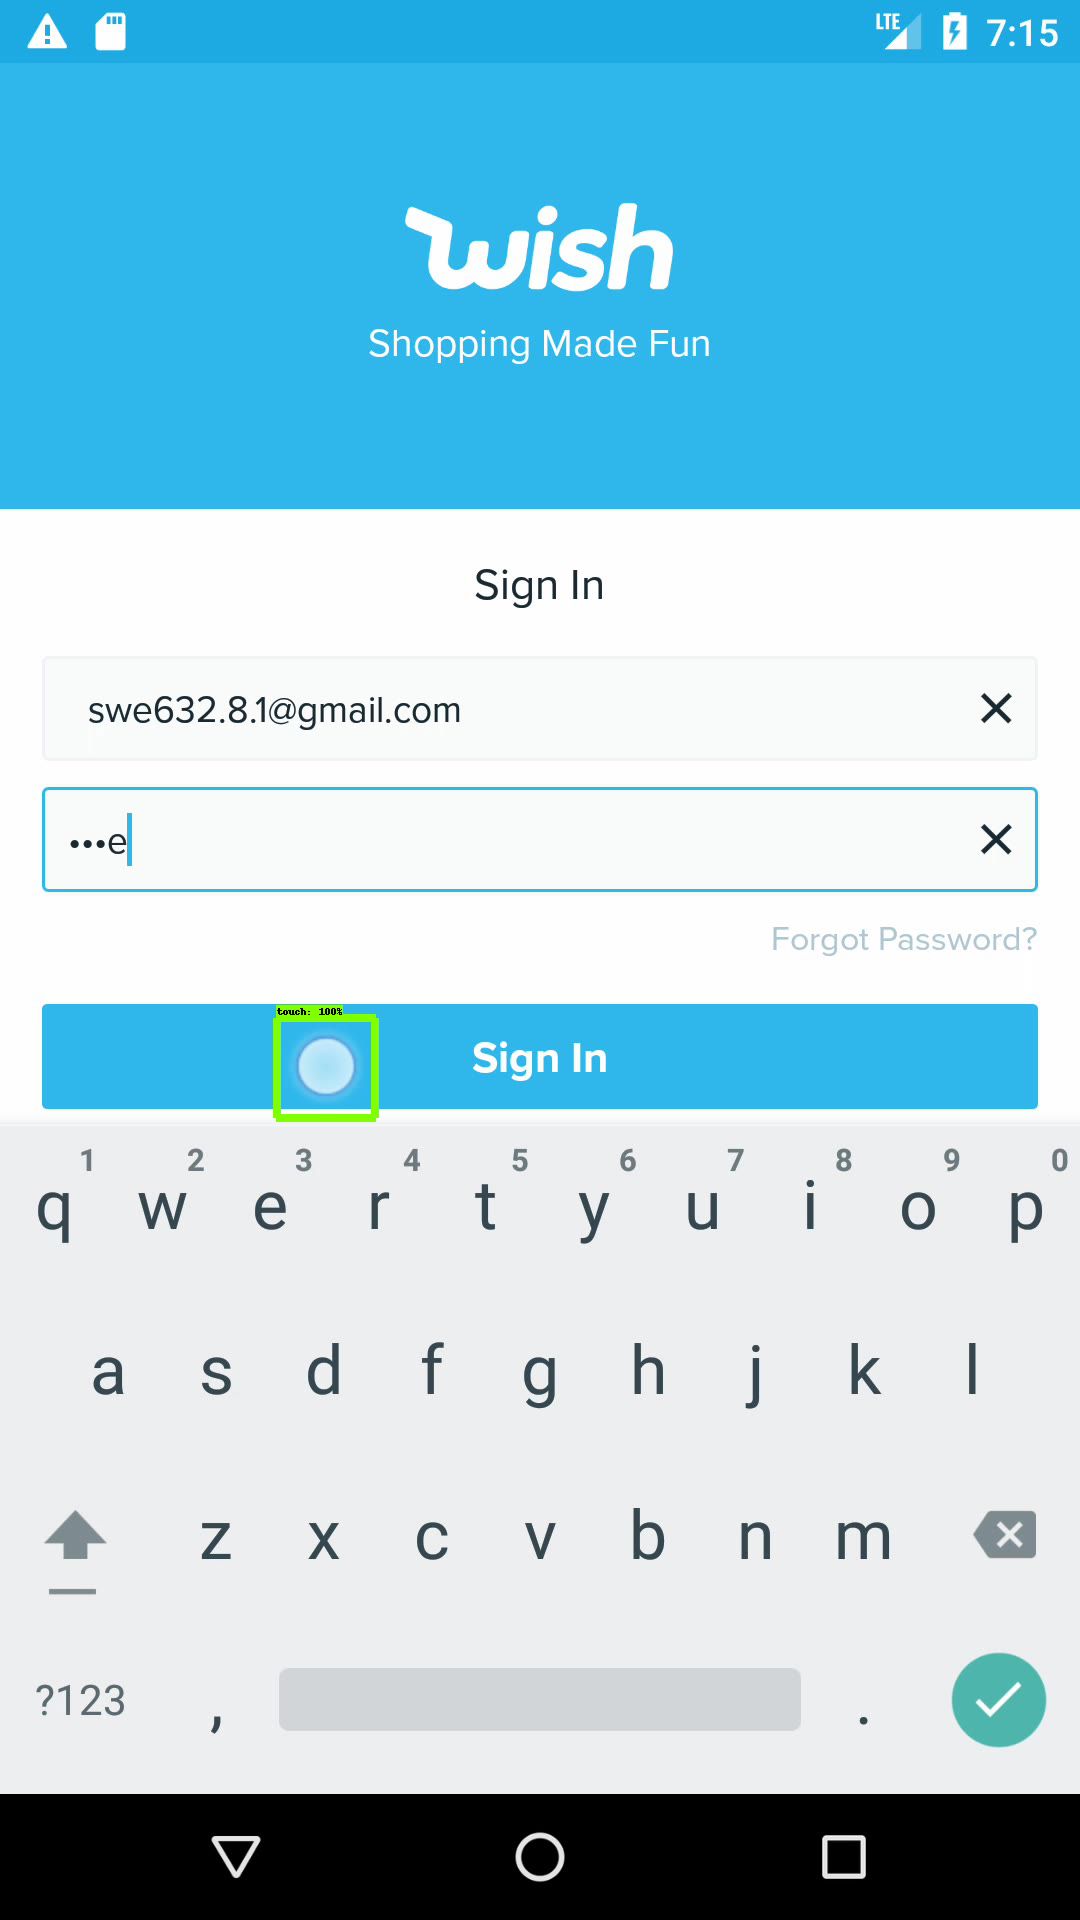 LTE 7:15
wish
Shopping Made Fun
Sign In
swe632.8.1@gmail.com
•••e
Forgot Password?
touch: 100%
Sign In
1 2 3 4 5 6 7 8 9 0
q w e r t y u i o p
a s d f g h j k l
z x c v b n m
?123 , .